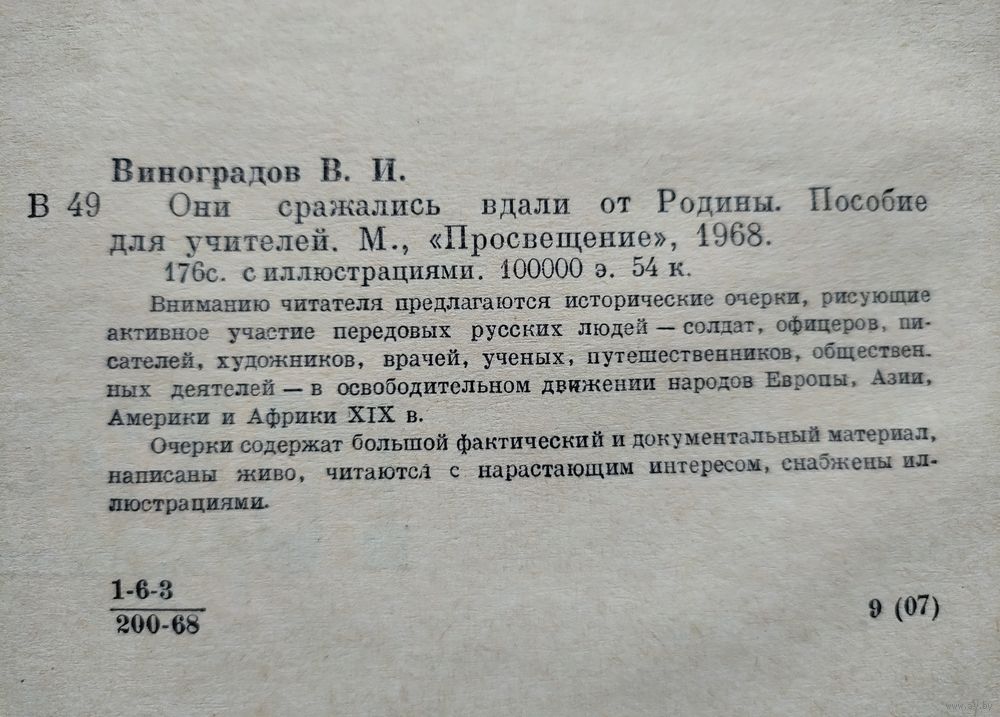 Виноградов В. И.
В 49 Они сражались вдали от Родины. Пособие
для учителей. М., «Просвещение», 1968.
176с. с иллюстрациями. 100000 э. 54 к.
Вниманию читателя предлагаются исторические очерки, рисующие
активное участие передовых русских людей — солдат, офицеров, пи-
сателей, художников, врачей, ученых, путешественников, обществен-
ных деятелей — в освободительном движении народов Европы, Азии,
Америки и Африки XIX в.
Очерки содержат большой фактический и документальный материал,
написаны живо, читаются с нарастающим интересом, снабжены ил-
люстрациями.
1-6-3
200-68
9 (07)
www.ay.by